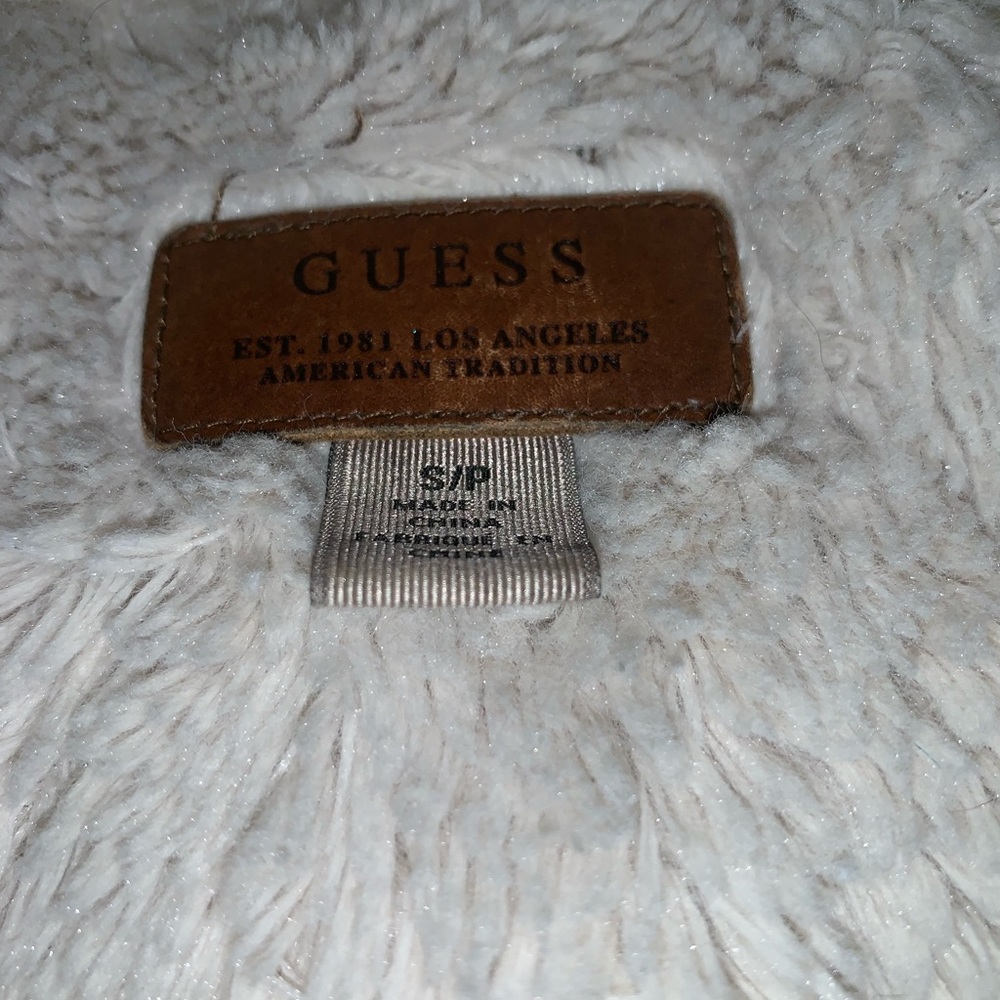 GUESS
EST. 1981 LOS ANGELES
AMERICAN TRADITION
S/P
MADE IN
CHINA
FABRIQUE EN
CHINE